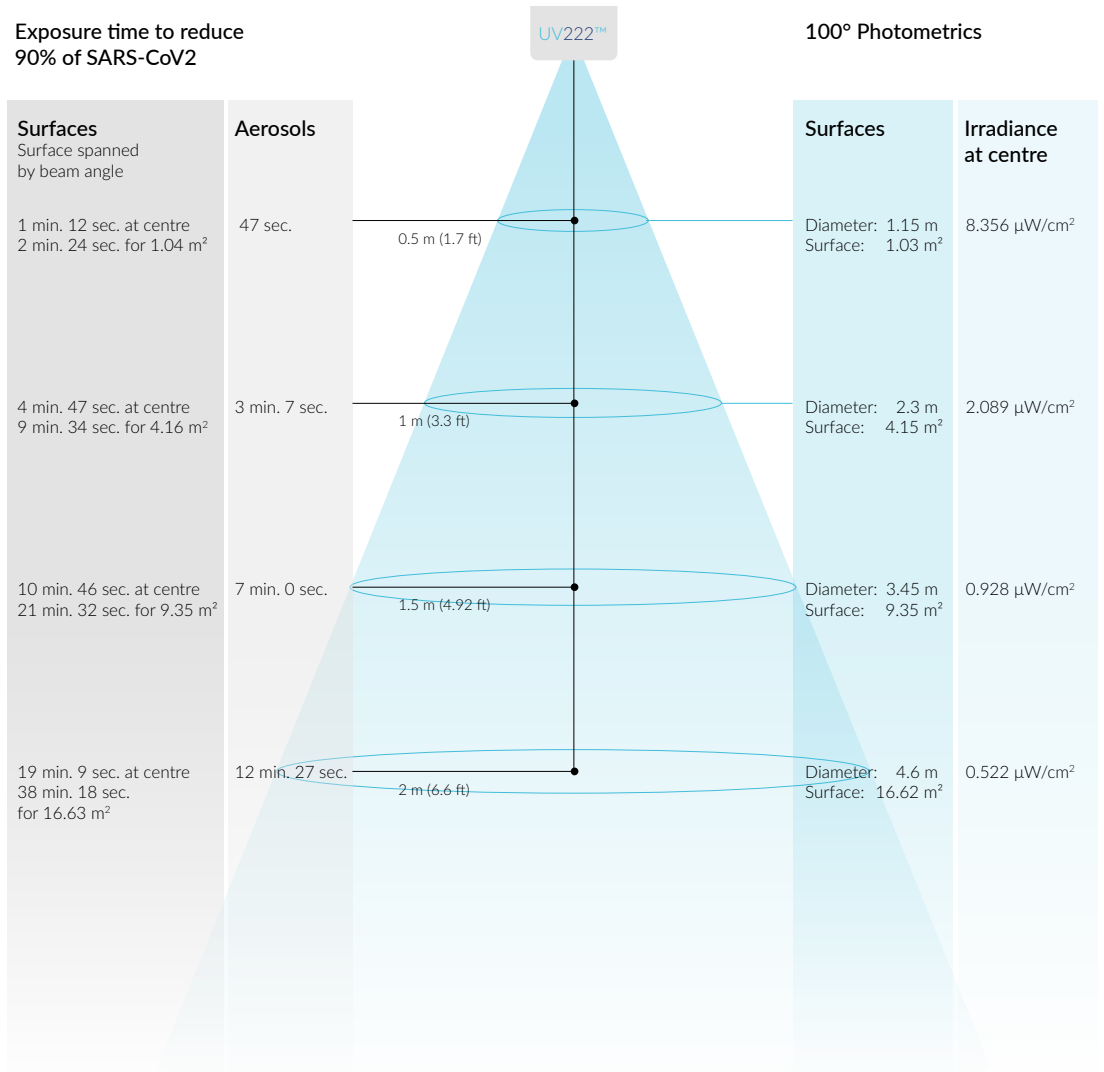 Exposure time to reduce
90% of SARS-CoV2
UV222™
100° Photometrics
Surfaces
Surface spanned
by beam angle
Aerosols
Surfaces
Irradiance
at centre
1 min. 12 sec. at centre
2 min. 24 sec. for 1.04 m²
47 sec.
0.5 m (1.7 ft)
Diameter: 1.15 m
Surface: 1.03 m²
8.356 µW/cm²
4 min. 47 sec. at centre
9 min. 34 sec. for 4.16 m²
3 min. 7 sec.
1 m (3.3 ft)
Diameter: 2.3 m
Surface: 4.15 m²
2.089 µW/cm²
10 min. 46 sec. at centre
21 min. 32 sec. for 9.35 m²
7 min. 0 sec.
1.5 m (4.92 ft)
Diameter: 3.45 m
Surface: 9.35 m²
0.928 µW/cm²
19 min. 9 sec. at centre
38 min. 18 sec.
for 16.63 m²
12 min. 27 sec.
2 m (6.6 ft)
Diameter: 4.6 m
Surface: 16.62 m²
0.522 µW/cm²